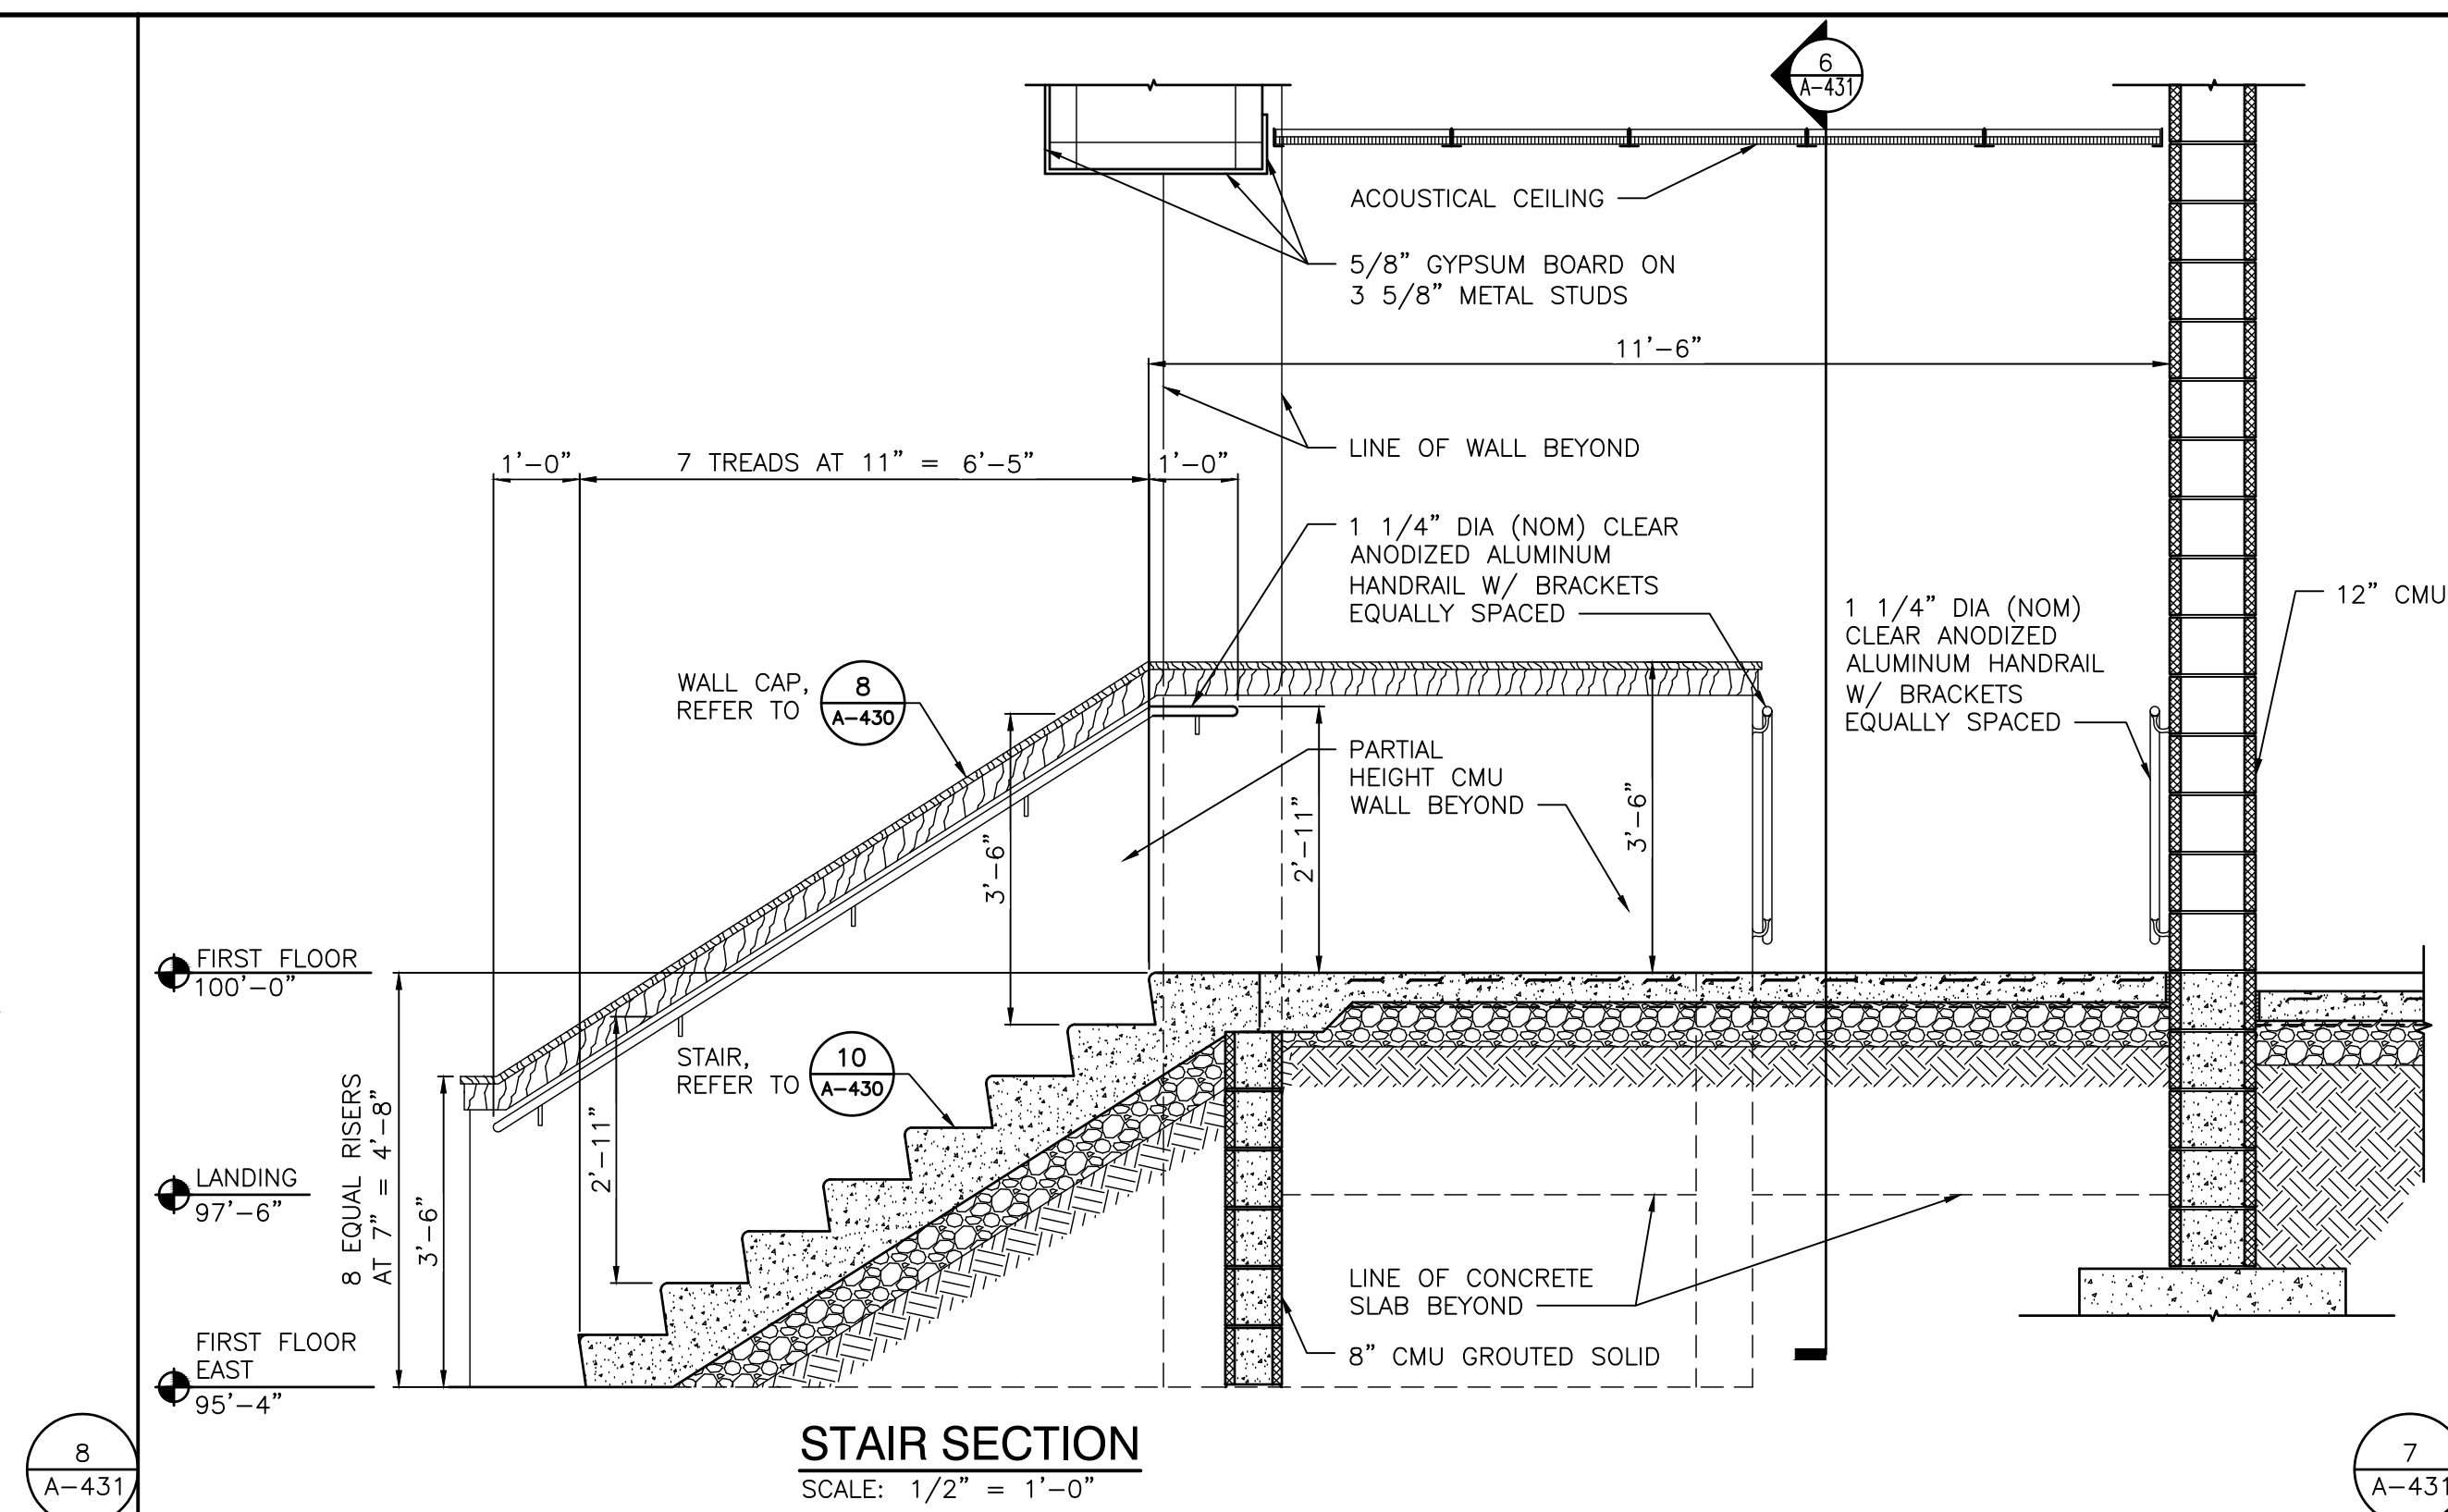 6
A-431
ACOUSTICAL CEILING
5/8" GYPSUM BOARD ON
3 5/8" METAL STUDS
11'-6"
LINE OF WALL BEYOND
1'-0"
7 TREADS AT 11" = 6'-5"
1'-0"
1 1/4" DIA (NOM) CLEAR
ANODIZED ALUMINUM
HANDRAIL W/ BRACKETS
EQUALLY SPACED
1 1/4" DIA (NOM)
CLEAR ANODIZED
ALUMINUM HANDRAIL
W/ BRACKETS
EQUALLY SPACED
12" CMU
WALL CAP,
REFER TO
8
A-430
PARTIAL
HEIGHT CMU
WALL BEYOND
3'-6"
2'-11"
3'-6"
FIRST FLOOR
100'-0"
STAIR,
REFER TO
10
A-430
8 EQUAL RISERS
AT 7" = 4'-8"
3'-6"
2'-11"
LANDING
97'-6"
LINE OF CONCRETE
SLAB BEYOND
FIRST FLOOR
EAST
95'-4"
8" CMU GROUTED SOLID
STAIR SECTION
SCALE: 1/2" = 1'-0"
8
A-431
7
A-431